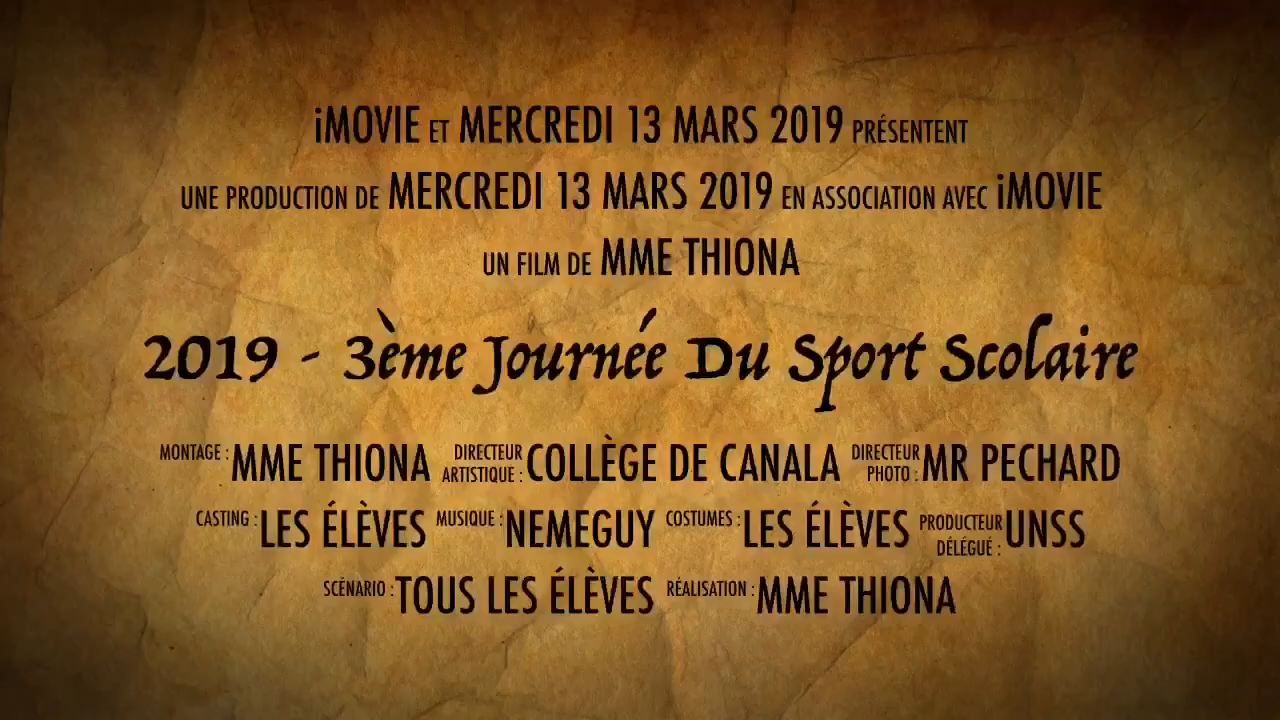 iMOVIE ET MERCREDI 13 MARS 2019 PRÉSENTENT
UNE PRODUCTION DE MERCREDI 13 MARS 2019 EN ASSOCIATION AVEC iMOVIE
UN FILM DE MME THIONA
2019 - 3ème Journée Du Sport Scolaire
MONTAGE : MME THIONA DIRECTEUR ARTISTIQUE : COLLÈGE DE CANALA DIRECTEUR PHOTO : MR PECHARD
CASTING : LES ÉLÈVES MUSIQUE : NEMEGUY COSTUMES : LES ÉLÈVES PRODUCTEUR DÉLÉGUÉ : UNSS
SCÉNARIO : TOUS LES ÉLÈVES RÉALISATION : MME THIONA